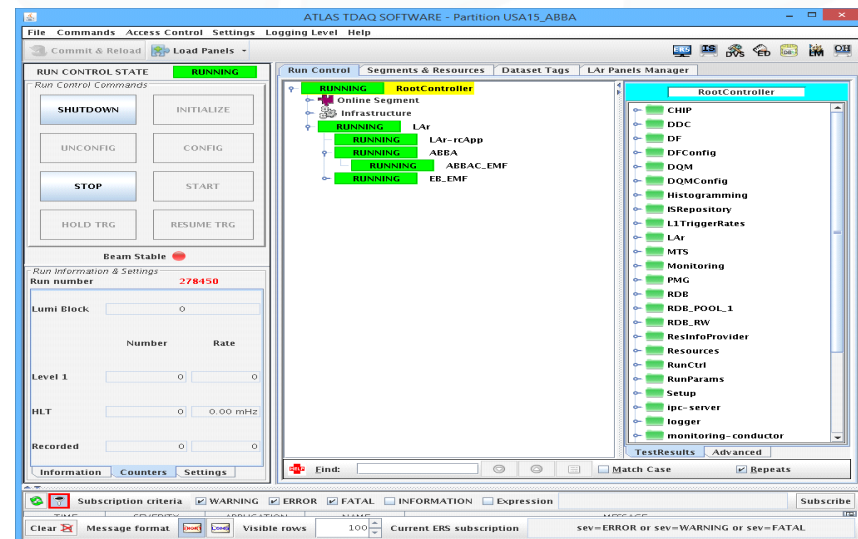 ATLAS TDAQ SOFTWARE - Partition USA15_ABBA
File Commands Access Control Settings Logging Level Help
Commit & Reload Load Panels
RUN CONTROL STATE RUNNING
Run Control Commands
SHUTDOWN INITIALIZE
UNCONFIG CONFIG
STOP START
HOLD TRG RESUME TRG
Beam Stable
Run Information & Settings
Run number 278450
Lumi Block 0
Number Rate
Level 1 0 0
HLT 0 0.00 mHz
Recorded 0 0
Information Counters Settings
Run Control Segments & Resources Dataset Tags LAr Panels Manager
RUNNING RootController
Online Segment
Infrastructure
RUNNING LAr
RUNNING LAr-rcApp
RUNNING ABBA
RUNNING ABBAC_EMF
RUNNING EB_EMF
ERS IS DVS ED LM OH
RootController
CHIP
DDC
DF
DFConfig
DQM
DQMConfig
Histogramming
ISRepository
L1TriggerRates
LAr
MTS
Monitoring
PMG
RDB
RDB_POOL_1
RDB_RW
ResInfoProvider
Resources
RunCtrl
RunParams
Setup
ipc-server
logger
monitoring-conductor
TestResults Advanced
Find: Match Case Repeats
Subscription criteria WARNING ERROR FATAL INFORMATION Expression Subscribe
Clear Message format Visible rows 100 Current ERS subscription sev=ERROR or sev=WARNING or sev=FATAL